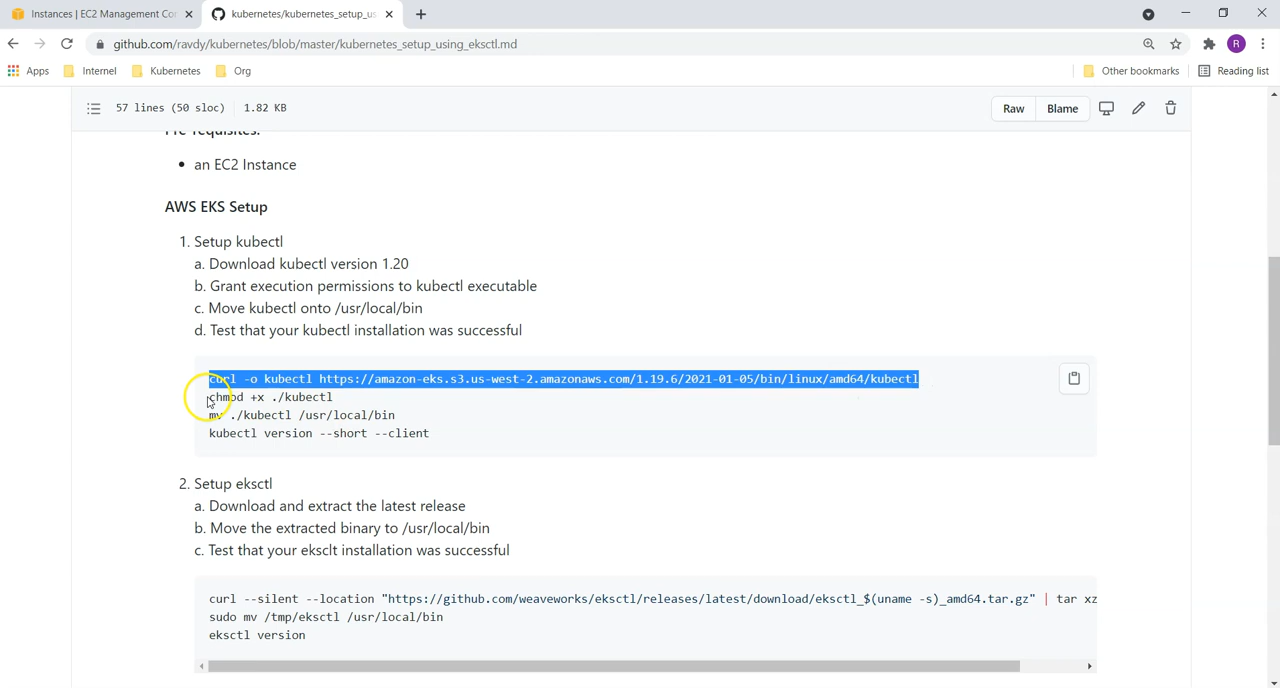 Instances | EC2 Management Con
kubernetes/kubernetes_setup_us
github.com/ravdy/kubernetes/blob/master/kubernetes_setup_using_eksctl.md
R
Apps
Internel
Kubernetes
Org
Other bookmarks
Reading list
57 lines (50 sloc) 1.82 KB
Raw
Blame
Pre-requisites:
• an EC2 Instance
AWS EKS Setup
1. Setup kubectl
a. Download kubectl version 1.20
b. Grant execution permissions to kubectl executable
c. Move kubectl onto /usr/local/bin
d. Test that your kubectl installation was successful
curl -o kubectl https://amazon-eks.s3.us-west-2.amazonaws.com/1.19.6/2021-01-05/bin/linux/amd64/kubectl
chmod +x ./kubectl
mv ./kubectl /usr/local/bin
kubectl version --short --client
2. Setup eksctl
a. Download and extract the latest release
b. Move the extracted binary to /usr/local/bin
c. Test that your eksclt installation was successful
curl --silent --location "https://github.com/weaveworks/eksctl/releases/latest/download/eksctl_$(uname -s)_amd64.tar.gz" | tar xz
sudo mv /tmp/eksctl /usr/local/bin
eksctl version